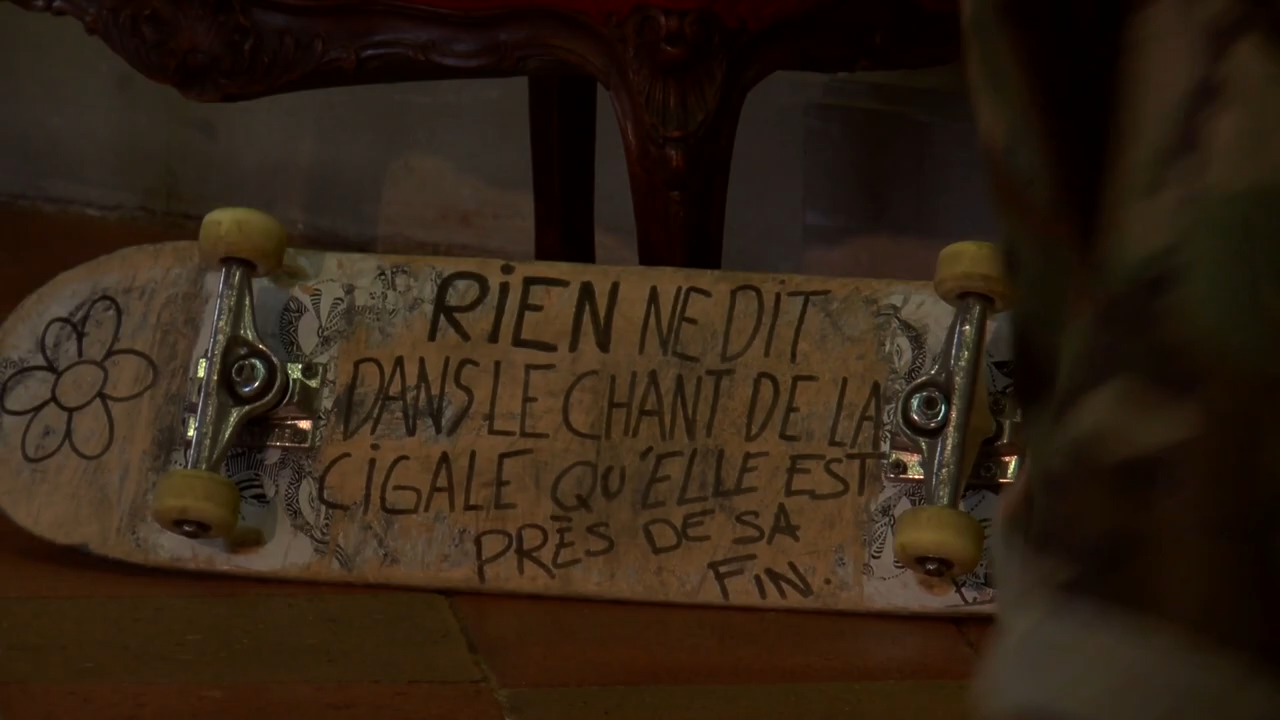 RiEN NE DIT
DANS LE CHANT DE LA
CiGALE QU'ELLE EST
PRÈS DE SA
FIN.